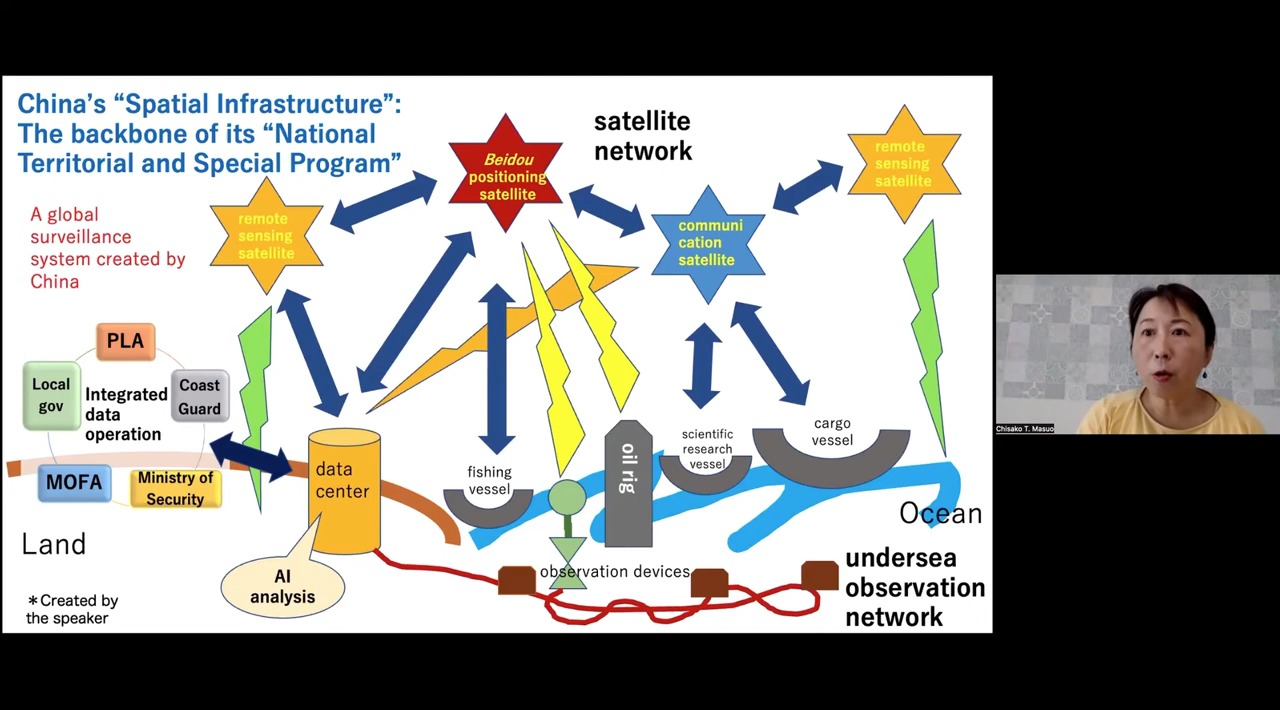 China's “Spatial Infrastructure”:
The backbone of its “National
Territorial and Special Program”
A global
surveillance
system created by
China
satellite
network
remote
sensing
satellite
Beidou
positioning
satellite
communi
cation
satellite
remote
sensing
satellite
PLA
Local
gov
Integrated
data
operation
Coast
Guard
MOFA
Ministry of
Security
data
center
AI
analysis
fishing
vessel
oil rig
scientific
research
vessel
cargo
vessel
observation devices
Land
Ocean
undersea
observation
network
*Created by
the speaker
Chisako T. Masuo